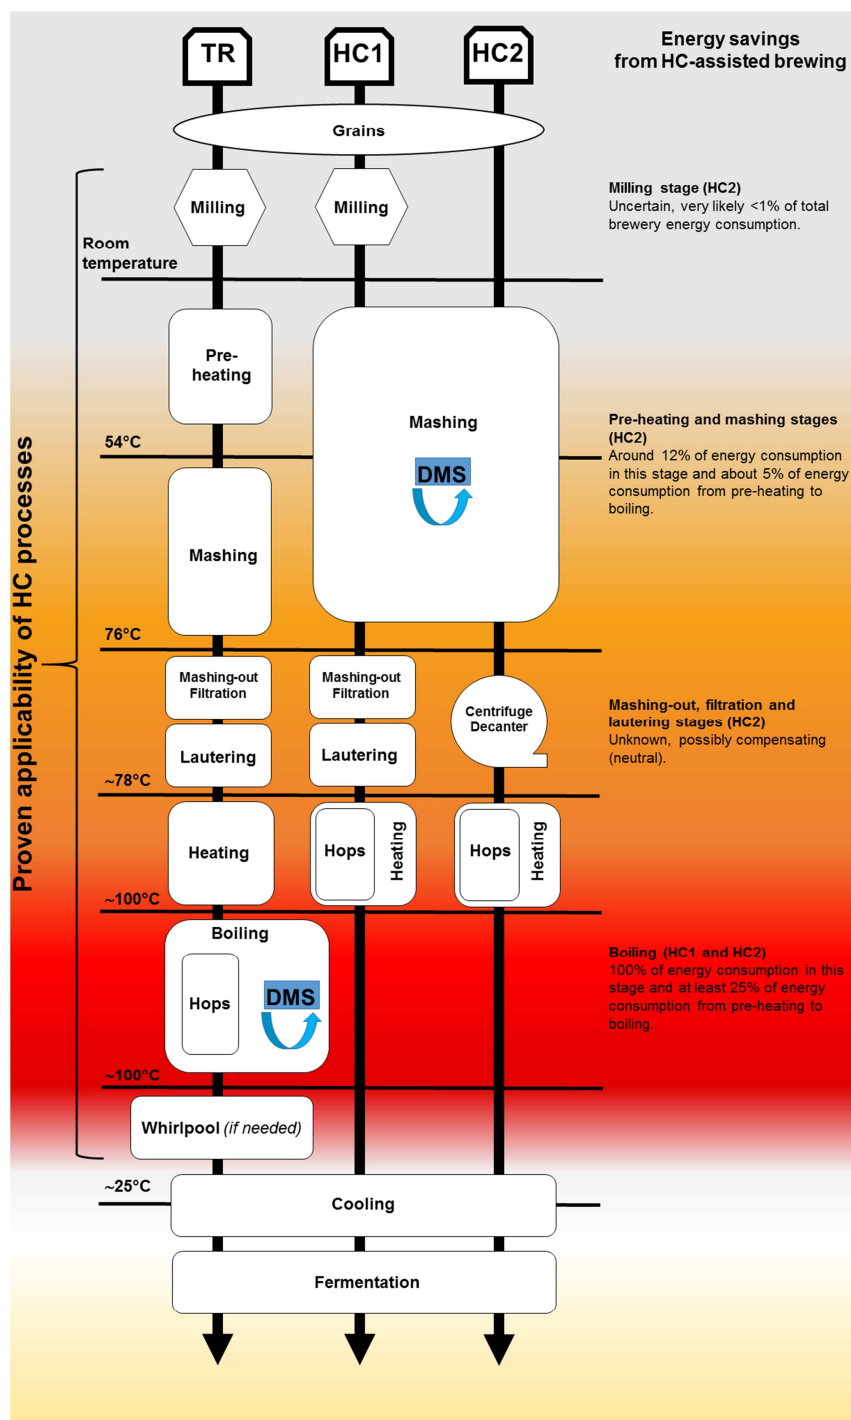 TR
HC1
HC2
Energy savings
from HC-assisted brewing
Grains
Milling
Milling
Milling stage (HC2)
Uncertain, very likely <1% of total
brewery energy consumption.
Room
temperature
Pre-
heating
Mashing
DMS
54°C
Pre-heating and mashing stages
(HC2)
Around 12% of energy consumption
in this stage and about 5% of energy
consumption from pre-heating to
boiling.
Proven applicability of HC processes
Mashing
76°C
Mashing-out
Filtration
Mashing-out
Filtration
Centrifuge
Decanter
Mashing-out, filtration and
lautering stages (HC2)
Unknown, possibly compensating
(neutral).
Lautering
Lautering
~78°C
Heating
Hops
Heating
Hops
Heating
~100°C
Boiling
Hops
DMS
Boiling (HC1 and HC2)
100% of energy consumption in this
stage and at least 25% of energy
consumption from pre-heating to
boiling.
~100°C
Whirlpool (if needed)
~25°C
Cooling
Fermentation